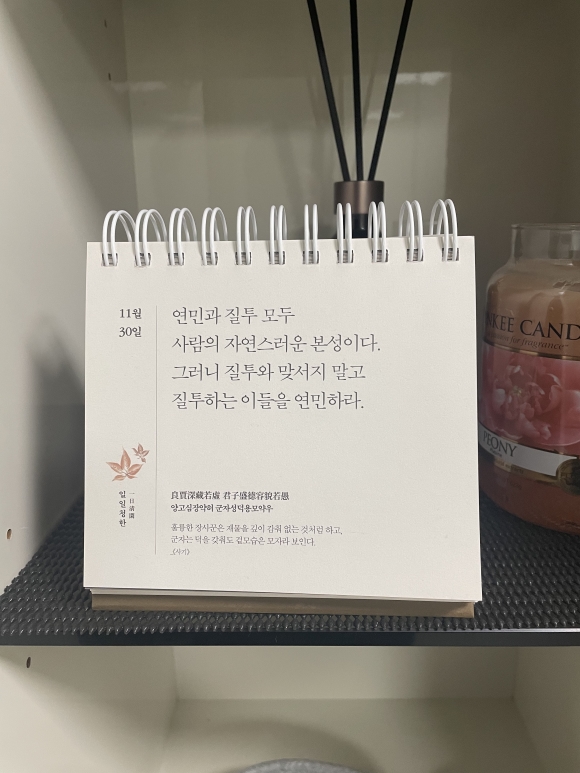 11월
30일
연민과 질투 모두
사람의 자연스러운 본성이다.
그러니 질투와 맞서지 말고
질투하는 이들을 연민하라.
일일청한
一日淸閑
良賈深藏若虛 君子盛德容貌若愚
양고심장약허 군자성덕용모약우
훌륭한 장사꾼은 재물을 깊이 감춰 없는 것처럼 하고,
군자는 덕을 갖춰도 겉모습은 모자라 보인다.
_《사기》
NKEE CAND
for fragrance
PEONY